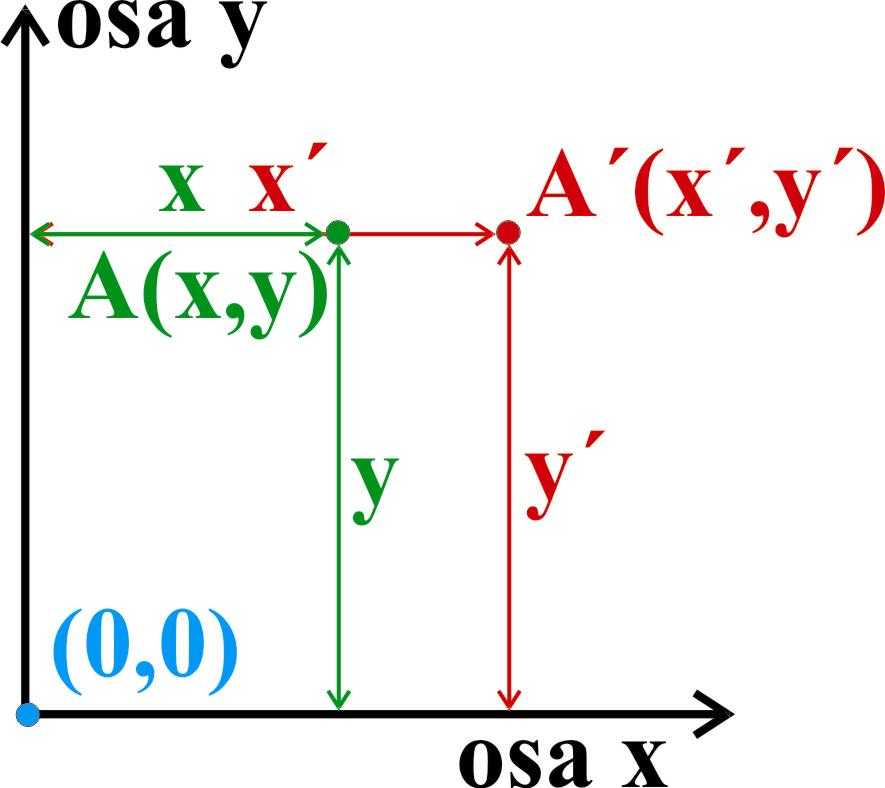 osa y
x x´
A´(x´,y´)
A(x,y)
y
y´
(0,0)
osa x